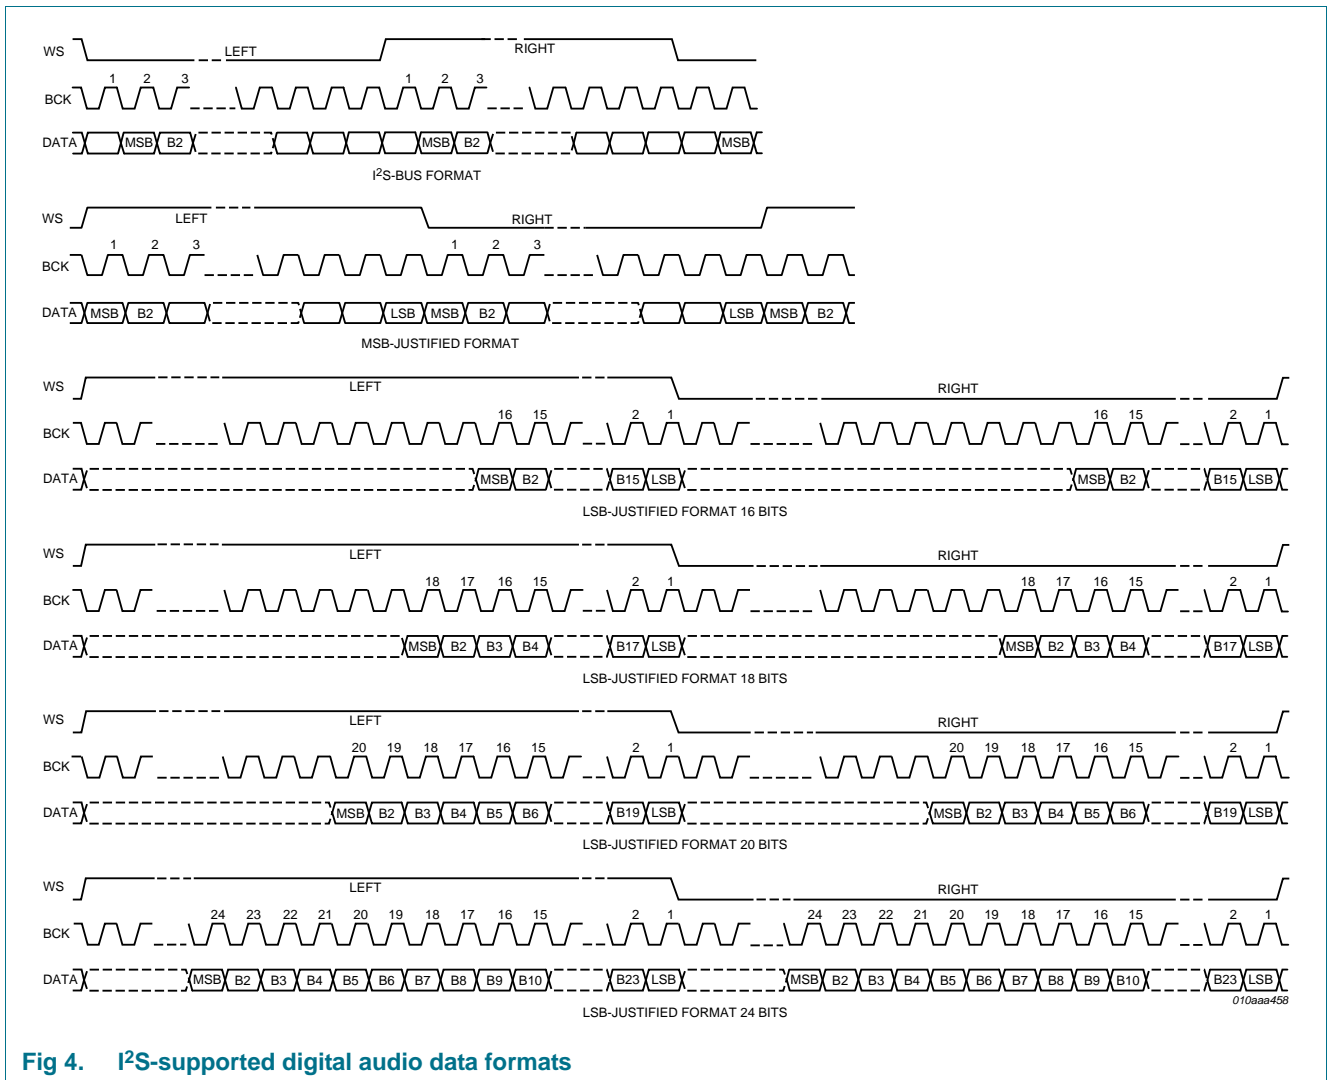 WS LEFT RIGHT
1 2 3 1 2 3
BCK
DATA MSB B2 MSB B2 MSB
I²S-BUS FORMAT
WS LEFT RIGHT
1 2 3 1 2 3
BCK
DATA MSB B2 LSB MSB B2 LSB MSB B2
MSB-JUSTIFIED FORMAT
WS LEFT RIGHT
16 15 2 1 16 15 2 1
BCK
DATA MSB B2 B15 LSB MSB B2 B15 LSB
LSB-JUSTIFIED FORMAT 16 BITS
WS LEFT RIGHT
18 17 16 15 2 1 18 17 16 15 2 1
BCK
DATA MSB B2 B3 B4 B17 LSB MSB B2 B3 B4 B17 LSB
LSB-JUSTIFIED FORMAT 18 BITS
WS LEFT RIGHT
20 19 18 17 16 15 2 1 20 19 18 17 16 15 2 1
BCK
DATA MSB B2 B3 B4 B5 B6 B19 LSB MSB B2 B3 B4 B5 B6 B19 LSB
LSB-JUSTIFIED FORMAT 20 BITS
WS LEFT RIGHT
24 23 22 21 20 19 18 17 16 15 2 1 24 23 22 21 20 19 18 17 16 15 2 1
BCK
DATA MSB B2 B3 B4 B5 B6 B7 B8 B9 B10 B23 LSB MSB B2 B3 B4 B5 B6 B7 B8 B9 B10 B23 LSB
010aaa458
LSB-JUSTIFIED FORMAT 24 BITS
Fig 4. I²S-supported digital audio data formats